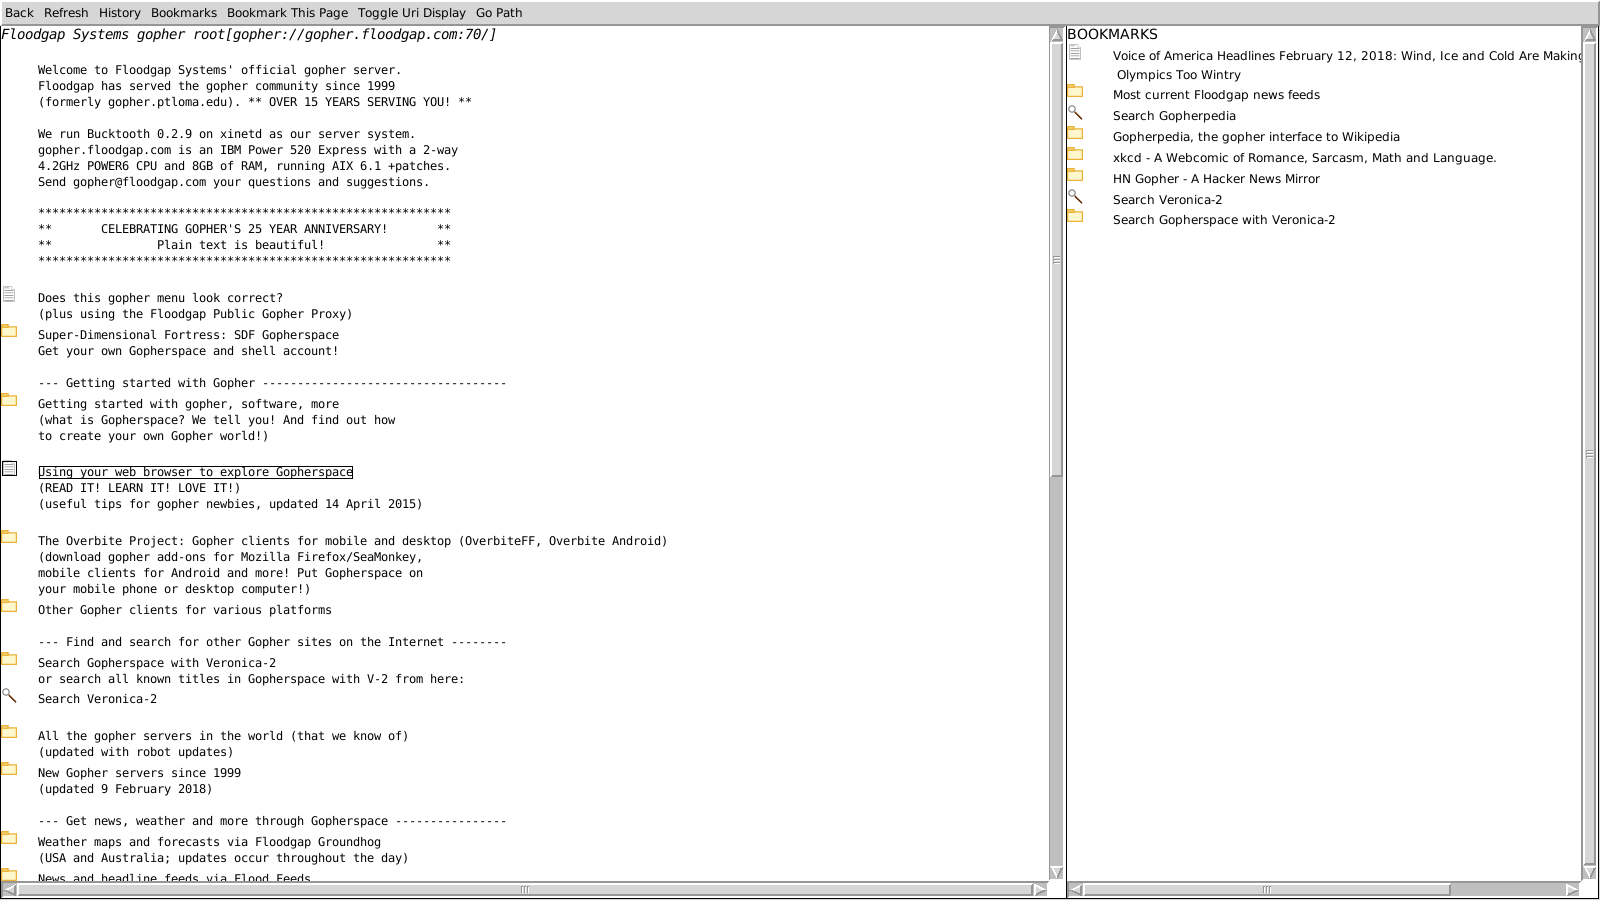 Back Refresh History Bookmarks Bookmark This Page Toggle Uri Display Go Path
Floodgap Systems gopher root[gopher://gopher.floodgap.com:70/]
Welcome to Floodgap Systems' official gopher server.
Floodgap has served the gopher community since 1999
(formerly gopher.ptloma.edu). ** OVER 15 YEARS SERVING YOU! **
We run Bucktooth 0.2.9 on xinetd as our server system.
gopher.floodgap.com is an IBM Power 520 Express with a 2-way
4.2GHz POWER6 CPU and 8GB of RAM, running AIX 6.1 +patches.
Send gopher@floodgap.com your questions and suggestions.
***********************************************************
**       CELEBRATING GOPHER'S 25 YEAR ANNIVERSARY!       **
**               Plain text is beautiful!                **
***********************************************************
Does this gopher menu look correct?
(plus using the Floodgap Public Gopher Proxy)
Super-Dimensional Fortress: SDF Gopherspace
Get your own Gopherspace and shell account!
--- Getting started with Gopher -----------------------------------
Getting started with gopher, software, more
(what is Gopherspace? We tell you! And find out how
to create your own Gopher world!)
Using your web browser to explore Gopherspace
(READ IT! LEARN IT! LOVE IT!)
(useful tips for gopher newbies, updated 14 April 2015)
The Overbite Project: Gopher clients for mobile and desktop (OverbiteFF, Overbite Android)
(download gopher add-ons for Mozilla Firefox/SeaMonkey,
mobile clients for Android and more! Put Gopherspace on
your mobile phone or desktop computer!)
Other Gopher clients for various platforms
--- Find and search for other Gopher sites on the Internet --------
Search Gopherspace with Veronica-2
or search all known titles in Gopherspace with V-2 from here:
Search Veronica-2
All the gopher servers in the world (that we know of)
(updated with robot updates)
New Gopher servers since 1999
(updated 9 February 2018)
--- Get news, weather and more through Gopherspace ----------------
Weather maps and forecasts via Floodgap Groundhog
(USA and Australia; updates occur throughout the day)
News and headline feeds via Flood Feeds
BOOKMARKS
Voice of America Headlines February 12, 2018: Wind, Ice and Cold Are Making
Olympics Too Wintry
Most current Floodgap news feeds
Search Gopherpedia
Gopherpedia, the gopher interface to Wikipedia
xkcd - A Webcomic of Romance, Sarcasm, Math and Language.
HN Gopher - A Hacker News Mirror
Search Veronica-2
Search Gopherspace with Veronica-2